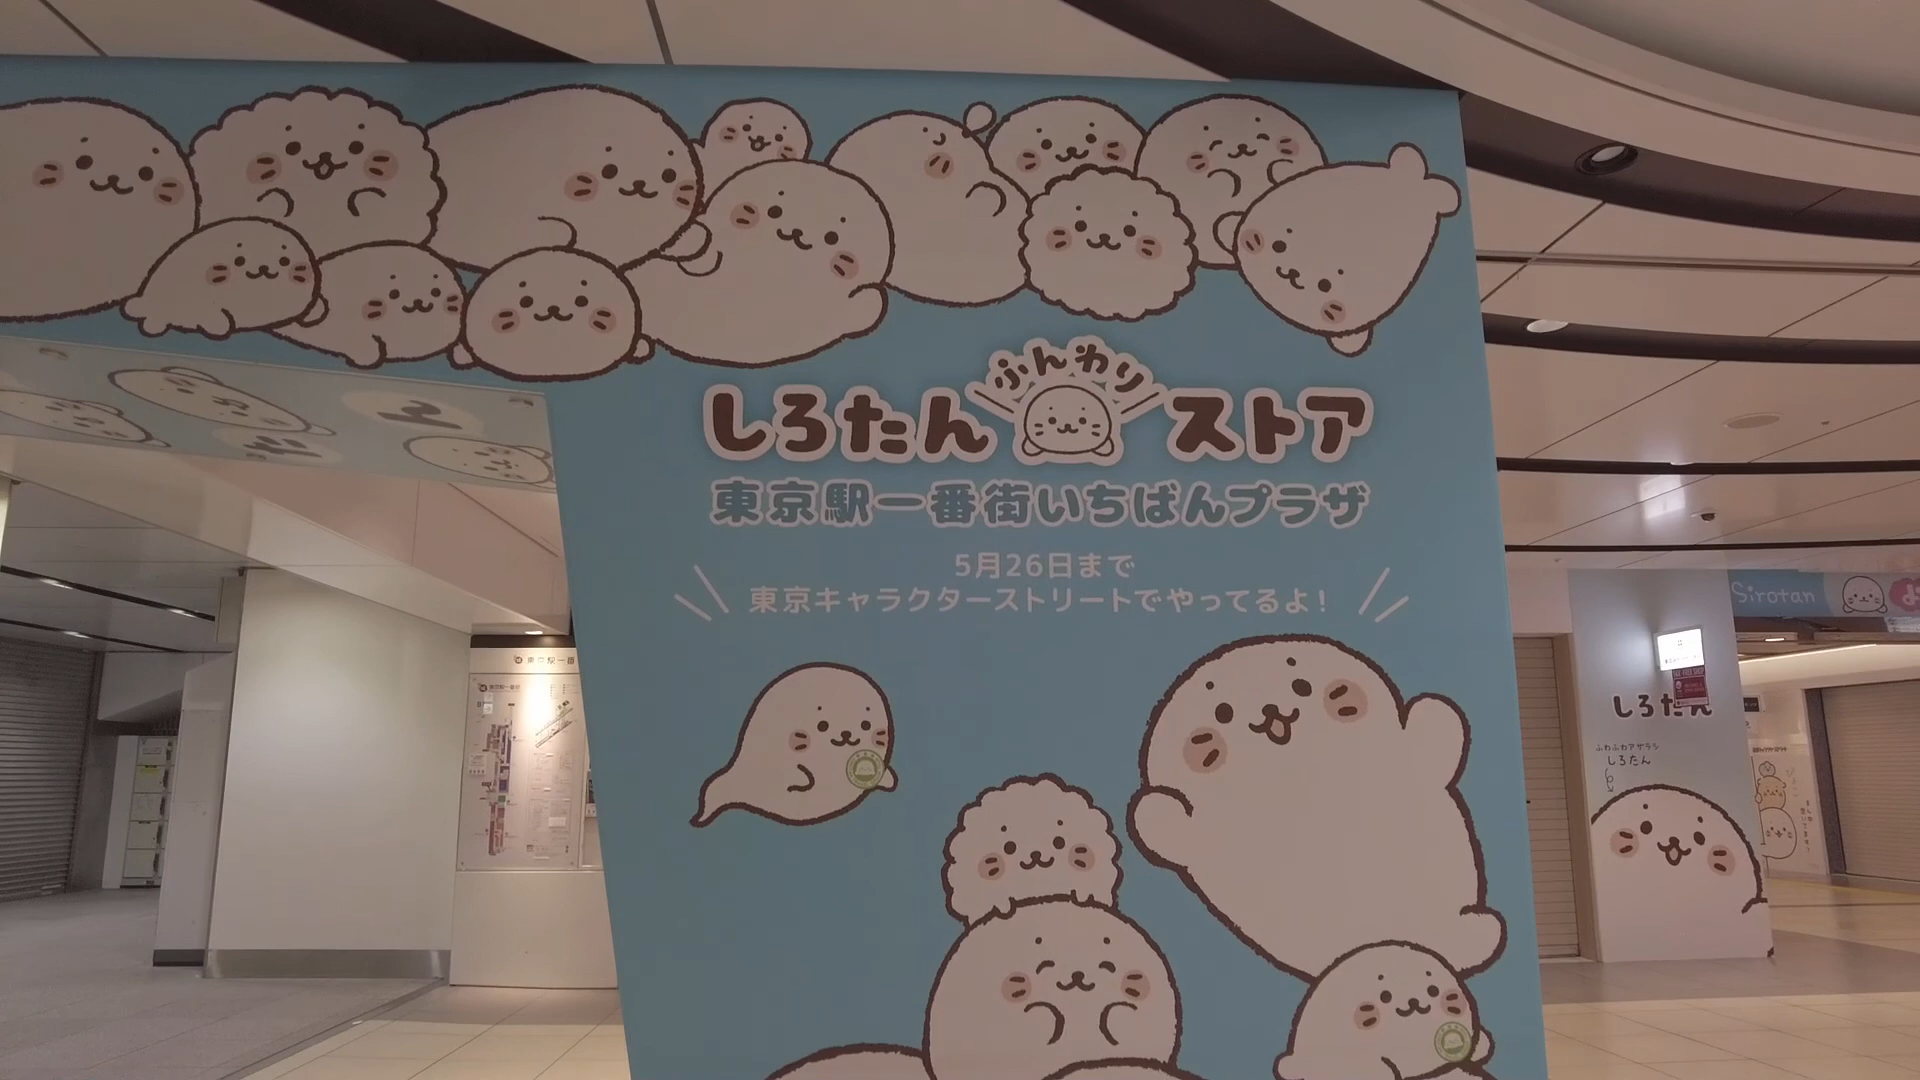 ふんわり
しろたん ストア
東京駅一番街いちばんプラザ
5月26日まで
東京キャラクターストリートでやってるよ！
Sirotan
しろたん
ふわふわアザラシ
しろたん